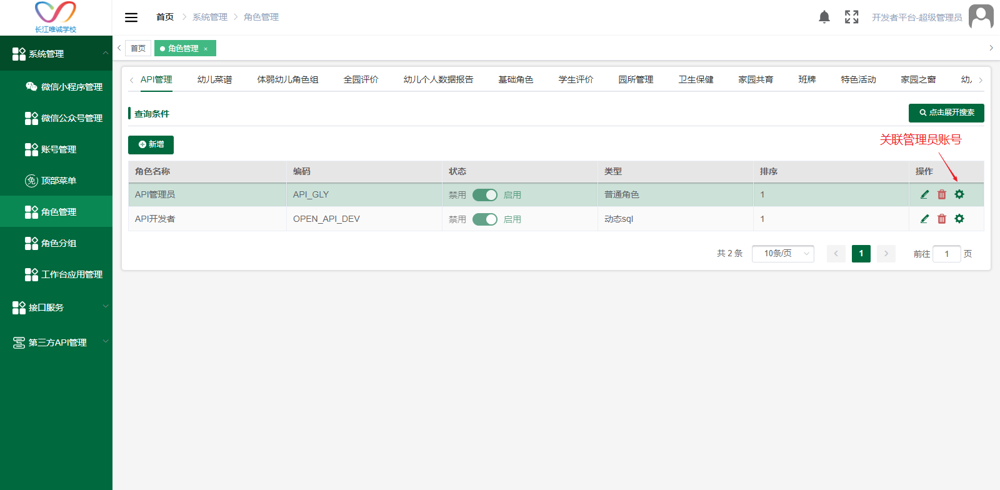 长江唯诚学校
首页 系统管理 角色管理
开发者平台-超级管理员
系统管理
微信小程序管理
微信公众号管理
账号管理
免 顶部菜单
角色管理
角色分组
工作台应用管理
接口服务
第三方API管理
首页 角色管理 ×
API管理 幼儿菜谱 体弱幼儿角色组 全园评价 幼儿个人数据报告 基础角色 学生评价 园所管理 卫生保健 家园共育 班牌 特色活动 家园之窗
查询条件 点击展开搜索
关联管理员账号
新增
角色名称 编码 状态 类型 排序 操作
API管理员 API_GLY 禁用 启用 普通角色 1
API开发者 OPEN_API_DEV 禁用 启用 动态sql 1
共 2 条 10条/页 1 前往 1 页